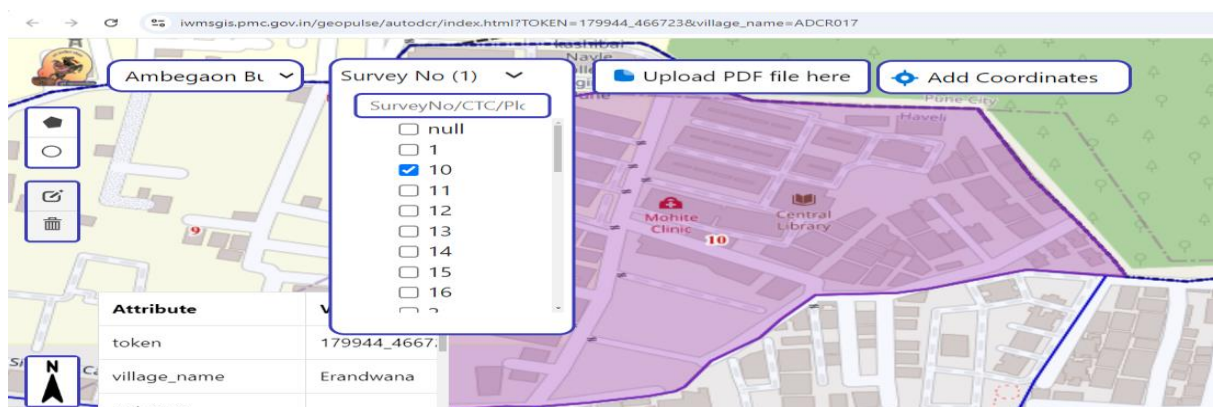 iwmsgis.pmc.gov.in/geopulse/autodcr/index.html?TOKEN=179944_466723&village_name=ADCR017
Ambegaon Bu
Survey No (1)
Upload PDF file here
Add Coordinates
SurveyNo/CTC/Plo
null
1
10
11
12
13
14
15
16
Navle
Pune City
Haveli
Mohite
Clinic
Central
Library
10
9
Attribute
V
token
179944_4667
village_name
Erandwana
N